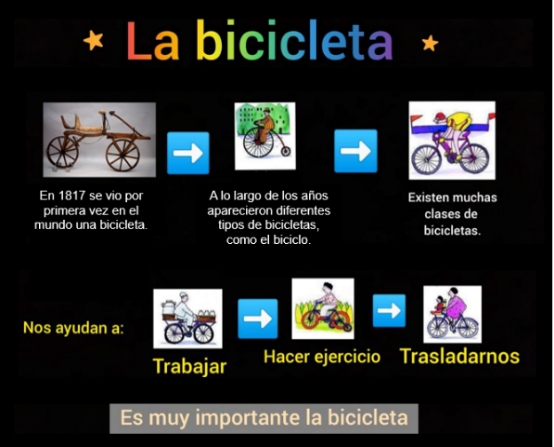 La bicicleta
En 1817 se vio por
primera vez en el
mundo una bicicleta.
A lo largo de los años
aparecieron diferentes
tipos de bicicletas,
como el biciclo.
Existen muchas
clases de
bicicletas.
Nos ayudan a:
Trabajar
Hacer ejercicio
Trasladarnos
Es muy importante la bicicleta